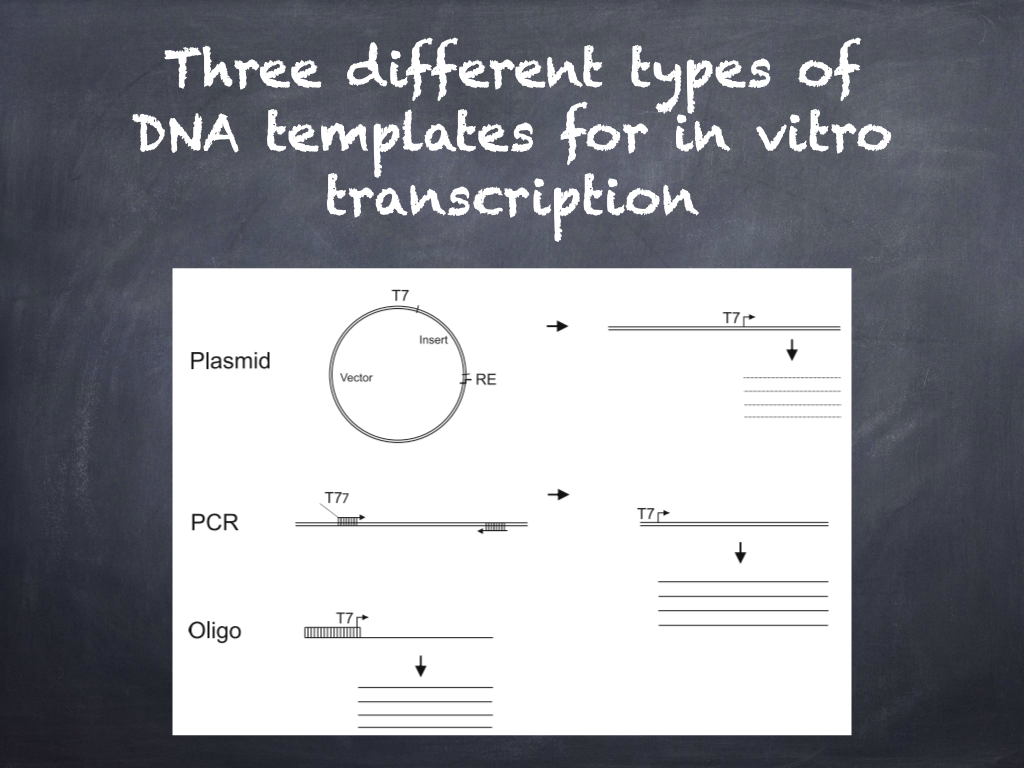 Three different types of
DNA templates for in vitro
transcription
T7
T7
Insert
Plasmid
Vector
RE
T77
T7
PCR
T7
Oligo